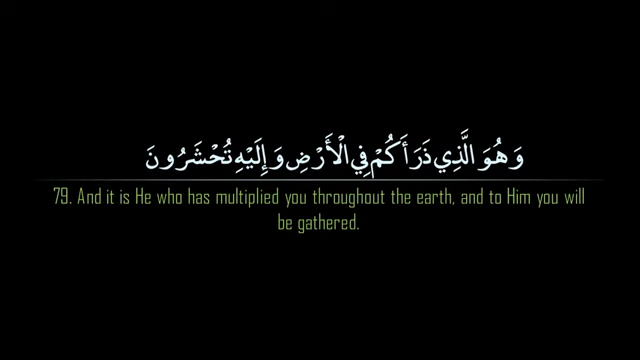 وَهُوَ الَّذِي ذَرَأَكُمْ فِي الْأَرْضِ وَإِلَيْهِ تُحْشَرُونَ
79. And it is He who has multiplied you throughout the earth, and to Him you will
be gathered.